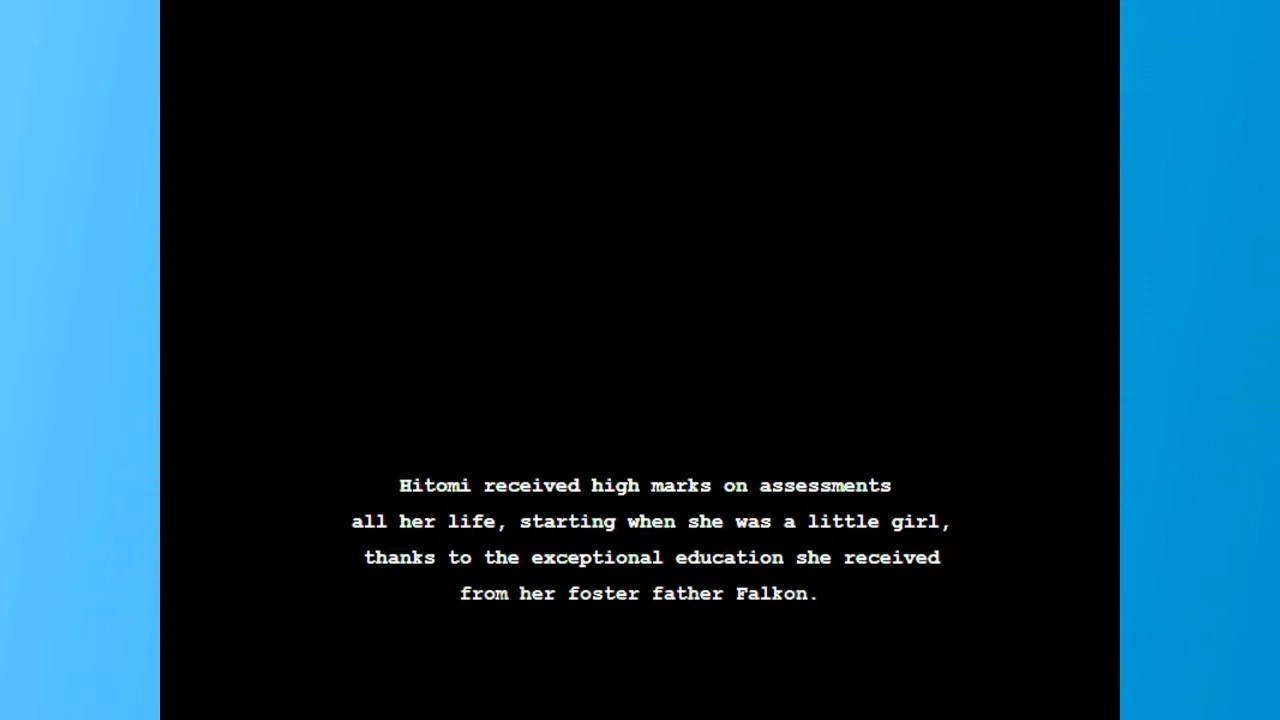 Hitomi received high marks on assessments
all her life, starting when she was a little girl,
thanks to the exceptional education she received
from her foster father Falkon.